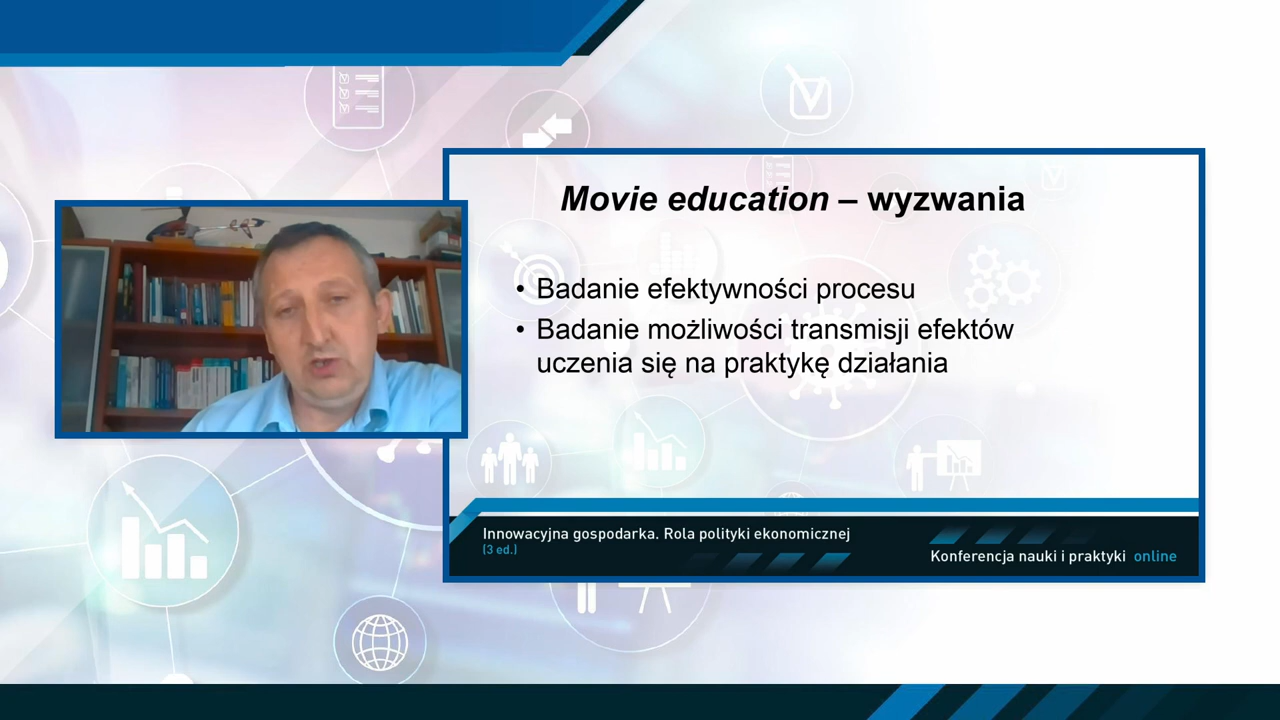 Movie education – wyzwania
• Badanie efektywności procesu
• Badanie możliwości transmisji efektów
uczenia się na praktykę działania
Innowacyjna gospodarka. Rola polityki ekonomicznej
(3 ed.)
Konferencja nauki i praktyki online